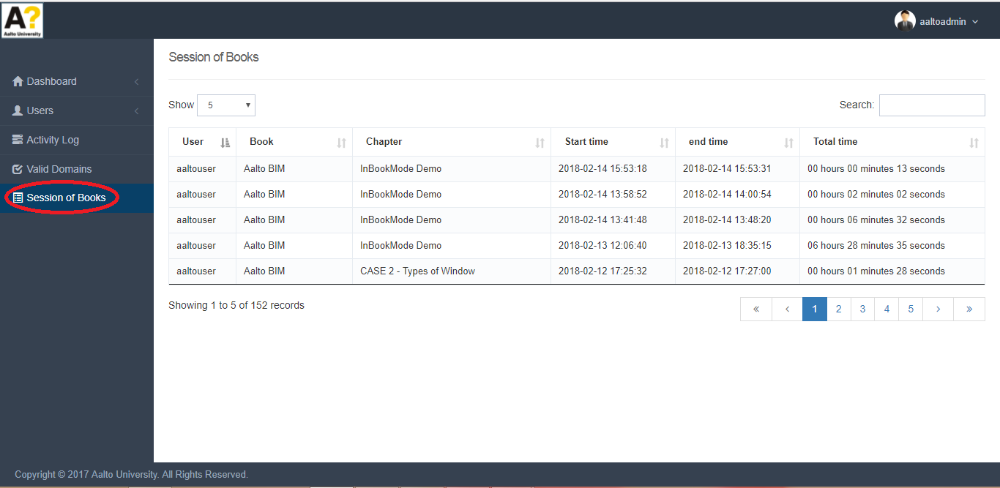 A?
Aalto University
aaltoadmin
Dashboard
Users
Activity Log
Valid Domains
Session of Books
Session of Books
Show 5 Search:
User Book Chapter Start time end time Total time
aaltouser Aalto BIM InBookMode Demo 2018-02-14 15:53:18 2018-02-14 15:53:31 00 hours 00 minutes 13 seconds
aaltouser Aalto BIM InBookMode Demo 2018-02-14 13:58:52 2018-02-14 14:00:54 00 hours 02 minutes 02 seconds
aaltouser Aalto BIM InBookMode Demo 2018-02-14 13:41:48 2018-02-14 13:48:20 00 hours 06 minutes 32 seconds
aaltouser Aalto BIM InBookMode Demo 2018-02-13 12:06:40 2018-02-13 18:35:15 06 hours 28 minutes 35 seconds
aaltouser Aalto BIM CASE 2 - Types of Window 2018-02-12 17:25:32 2018-02-12 17:27:00 00 hours 01 minutes 28 seconds
Showing 1 to 5 of 152 records
« ‹ 1 2 3 4 5 › »
Copyright © 2017 Aalto University. All Rights Reserved.